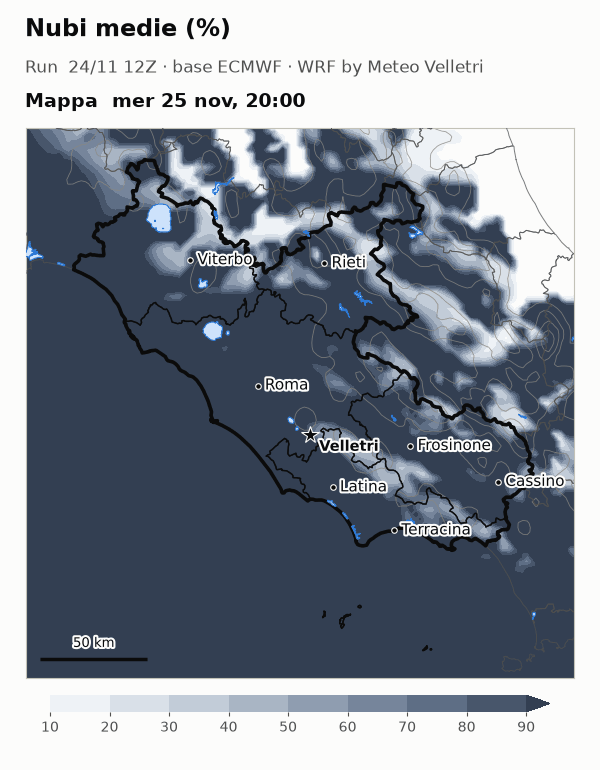 Nubi medie (%)
Run  24/11 12Z · base ECMWF · WRF by Meteo Velletri
Mappa  mer 25 nov, 20:00
Viterbo
Rieti
Roma
Velletri
Frosinone
Latina
Cassino
Terracina
50 km
10 20 30 40 50 60 70 80 90